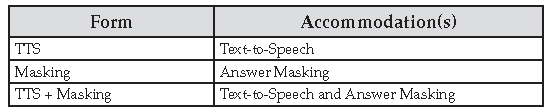 Form Accommodation(s)
TTS Text-to-Speech
Masking Answer Masking
TTS + Masking Text-to-Speech and Answer Masking